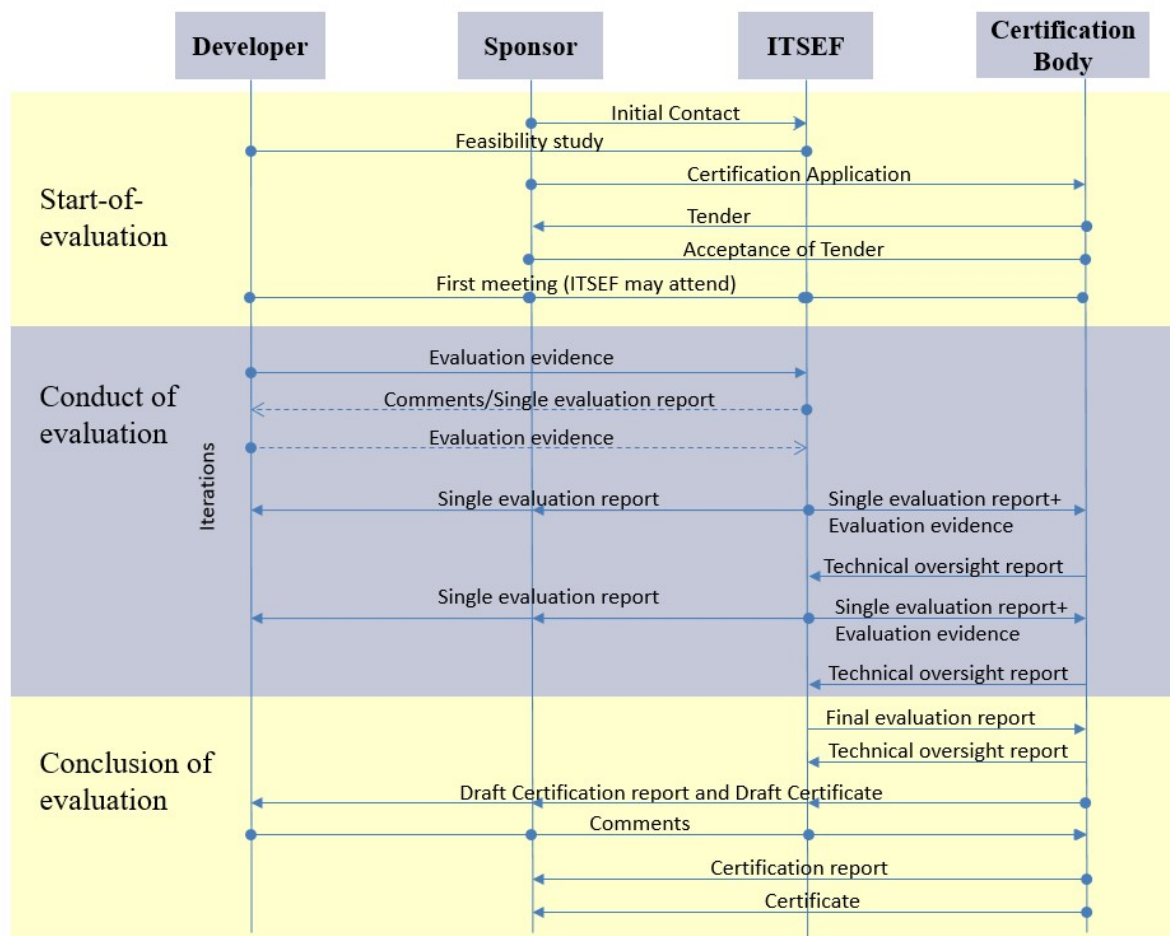 Developer
Sponsor
ITSEF
Certification
Body
Start-of-
evaluation
Initial Contact
Feasibility study
Certification Application
Tender
Acceptance of Tender
First meeting (ITSEF may attend)
Conduct of
evaluation
Iterations
Evaluation evidence
Comments/Single evaluation report
Evaluation evidence
Single evaluation report
Single evaluation report+
Evaluation evidence
Technical oversight report
Single evaluation report
Single evaluation report+
Evaluation evidence
Technical oversight report
Conclusion of
evaluation
Final evaluation report
Technical oversight report
Draft Certification report and Draft Certificate
Comments
Certification report
Certificate